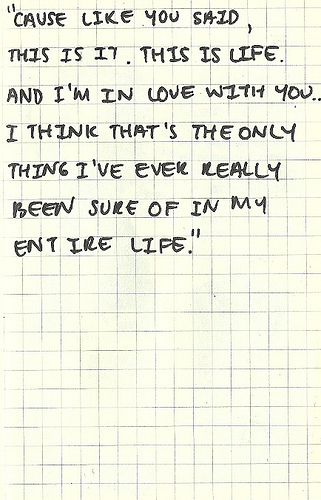 "'CAUSE LIKE YOU SAID,
THIS IS IT. THIS IS LIFE.
AND I'M IN LOVE WITH YOU..
I THINK THAT'S THE ONLY
THING I'VE EVER REALLY
BEEN SURE OF IN MY
ENTIRE LIFE."